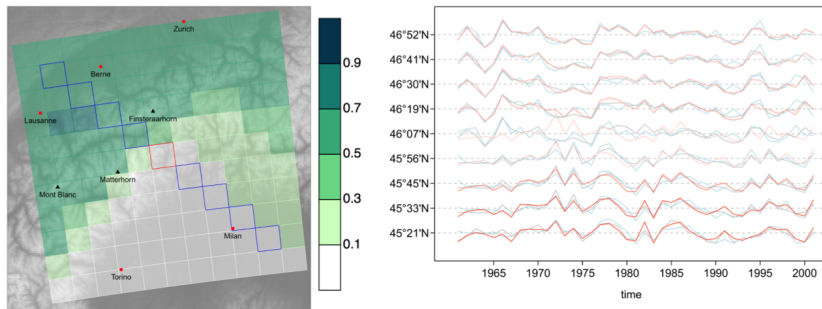 Zurich
Berne
Lausanne
Finsteraarhorn
Matterhorn
Mont Blanc
Milan
Torino
0.9
0.7
0.5
0.3
0.1
46°52'N
46°41'N
46°30'N
46°19'N
46°07'N
45°56'N
45°45'N
45°33'N
45°21'N
1965 1970 1975 1980 1985 1990 1995 2000
time